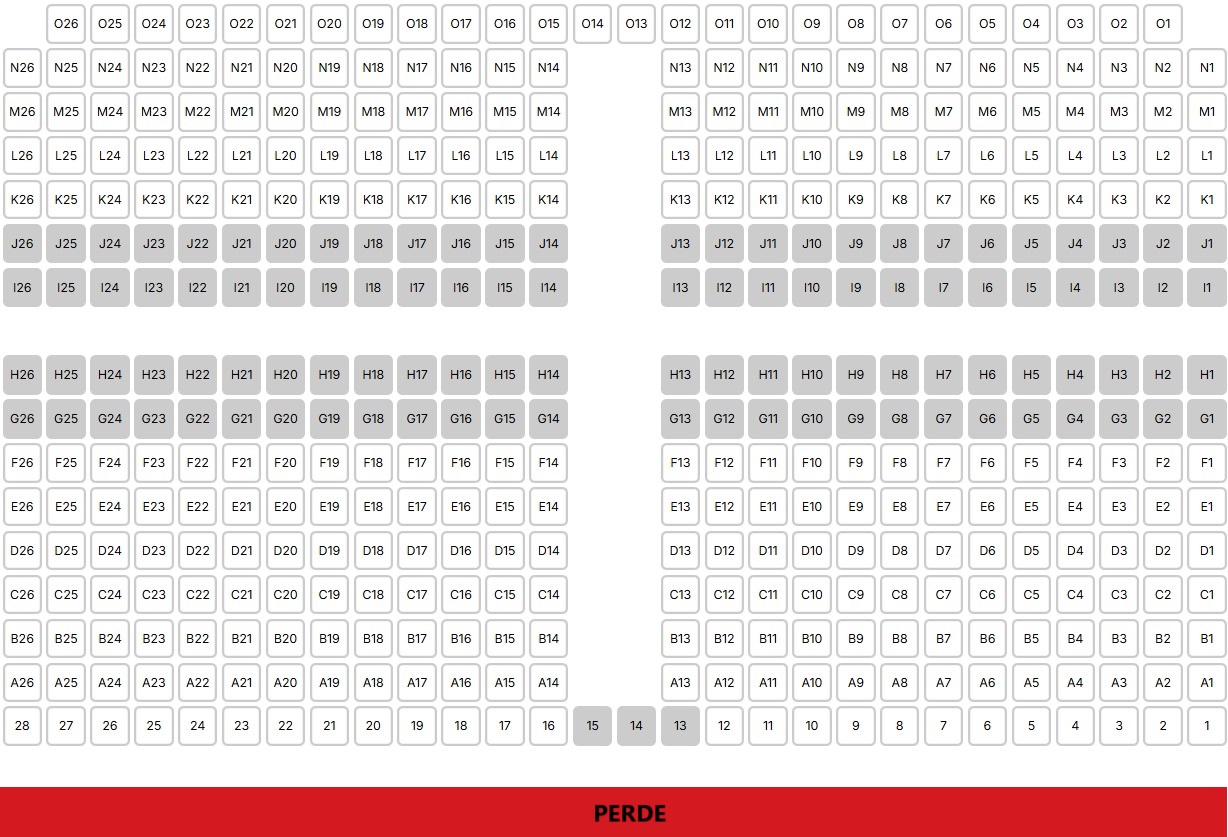 O26 O25 O24 O23 O22 O21 O20 O19 O18 O17 O16 O15 O14 O13 O12 O11 O10 O9 O8 O7 O6 O5 O4 O3 O2 O1
N26 N25 N24 N23 N22 N21 N20 N19 N18 N17 N16 N15 N14 N13 N12 N11 N10 N9 N8 N7 N6 N5 N4 N3 N2 N1
M26 M25 M24 M23 M22 M21 M20 M19 M18 M17 M16 M15 M14 M13 M12 M11 M10 M9 M8 M7 M6 M5 M4 M3 M2 M1
L26 L25 L24 L23 L22 L21 L20 L19 L18 L17 L16 L15 L14 L13 L12 L11 L10 L9 L8 L7 L6 L5 L4 L3 L2 L1
K26 K25 K24 K23 K22 K21 K20 K19 K18 K17 K16 K15 K14 K13 K12 K11 K10 K9 K8 K7 K6 K5 K4 K3 K2 K1
J26 J25 J24 J23 J22 J21 J20 J19 J18 J17 J16 J15 J14 J13 J12 J11 J10 J9 J8 J7 J6 J5 J4 J3 J2 J1
I26 I25 I24 I23 I22 I21 I20 I19 I18 I17 I16 I15 I14 I13 I12 I11 I10 I9 I8 I7 I6 I5 I4 I3 I2 I1
H26 H25 H24 H23 H22 H21 H20 H19 H18 H17 H16 H15 H14 H13 H12 H11 H10 H9 H8 H7 H6 H5 H4 H3 H2 H1
G26 G25 G24 G23 G22 G21 G20 G19 G18 G17 G16 G15 G14 G13 G12 G11 G10 G9 G8 G7 G6 G5 G4 G3 G2 G1
F26 F25 F24 F23 F22 F21 F20 F19 F18 F17 F16 F15 F14 F13 F12 F11 F10 F9 F8 F7 F6 F5 F4 F3 F2 F1
E26 E25 E24 E23 E22 E21 E20 E19 E18 E17 E16 E15 E14 E13 E12 E11 E10 E9 E8 E7 E6 E5 E4 E3 E2 E1
D26 D25 D24 D23 D22 D21 D20 D19 D18 D17 D16 D15 D14 D13 D12 D11 D10 D9 D8 D7 D6 D5 D4 D3 D2 D1
C26 C25 C24 C23 C22 C21 C20 C19 C18 C17 C16 C15 C14 C13 C12 C11 C10 C9 C8 C7 C6 C5 C4 C3 C2 C1
B26 B25 B24 B23 B22 B21 B20 B19 B18 B17 B16 B15 B14 B13 B12 B11 B10 B9 B8 B7 B6 B5 B4 B3 B2 B1
A26 A25 A24 A23 A22 A21 A20 A19 A18 A17 A16 A15 A14 A13 A12 A11 A10 A9 A8 A7 A6 A5 A4 A3 A2 A1
28 27 26 25 24 23 22 21 20 19 18 17 16 15 14 13 12 11 10 9 8 7 6 5 4 3 2 1
PERDE